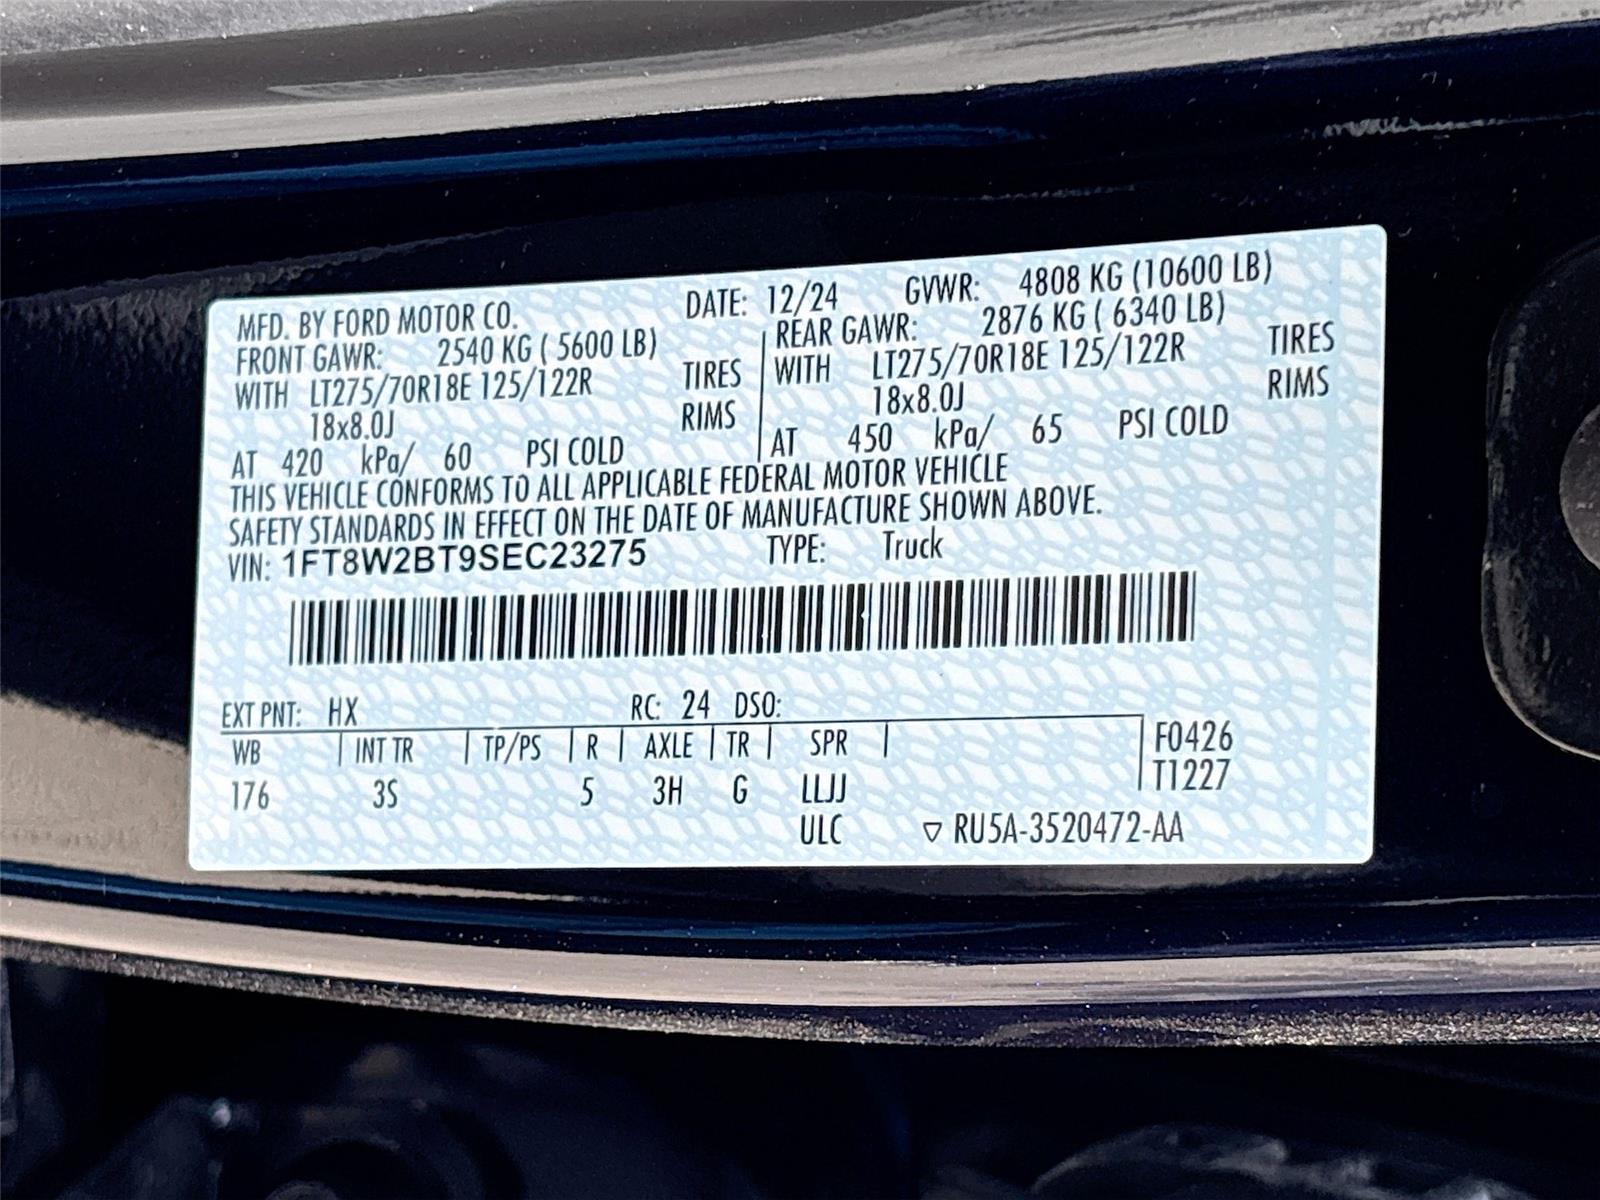 MFD. BY FORD MOTOR CO. DATE: 12/24 GVWR: 4808 KG (10600 LB)
FRONT GAWR: 2540 KG ( 5600 LB) REAR GAWR: 2876 KG ( 6340 LB)
WITH LT275/70R18E 125/122R TIRES WITH LT275/70R18E 125/122R TIRES
18x8.0J RIMS 18x8.0J RIMS
AT 420 kPa/ 60 PSI COLD AT 450 kPa/ 65 PSI COLD
THIS VEHICLE CONFORMS TO ALL APPLICABLE FEDERAL MOTOR VEHICLE
SAFETY STANDARDS IN EFFECT ON THE DATE OF MANUFACTURE SHOWN ABOVE.
VIN: 1FT8W2BT9SEC23275 TYPE: Truck
EXT PNT: HX RC: 24 DSO:
WB INT TR TP/PS R AXLE TR SPR F0426
176 3S 5 3H G LLJJ T1227
ULC ▽ RU5A-3520472-AA